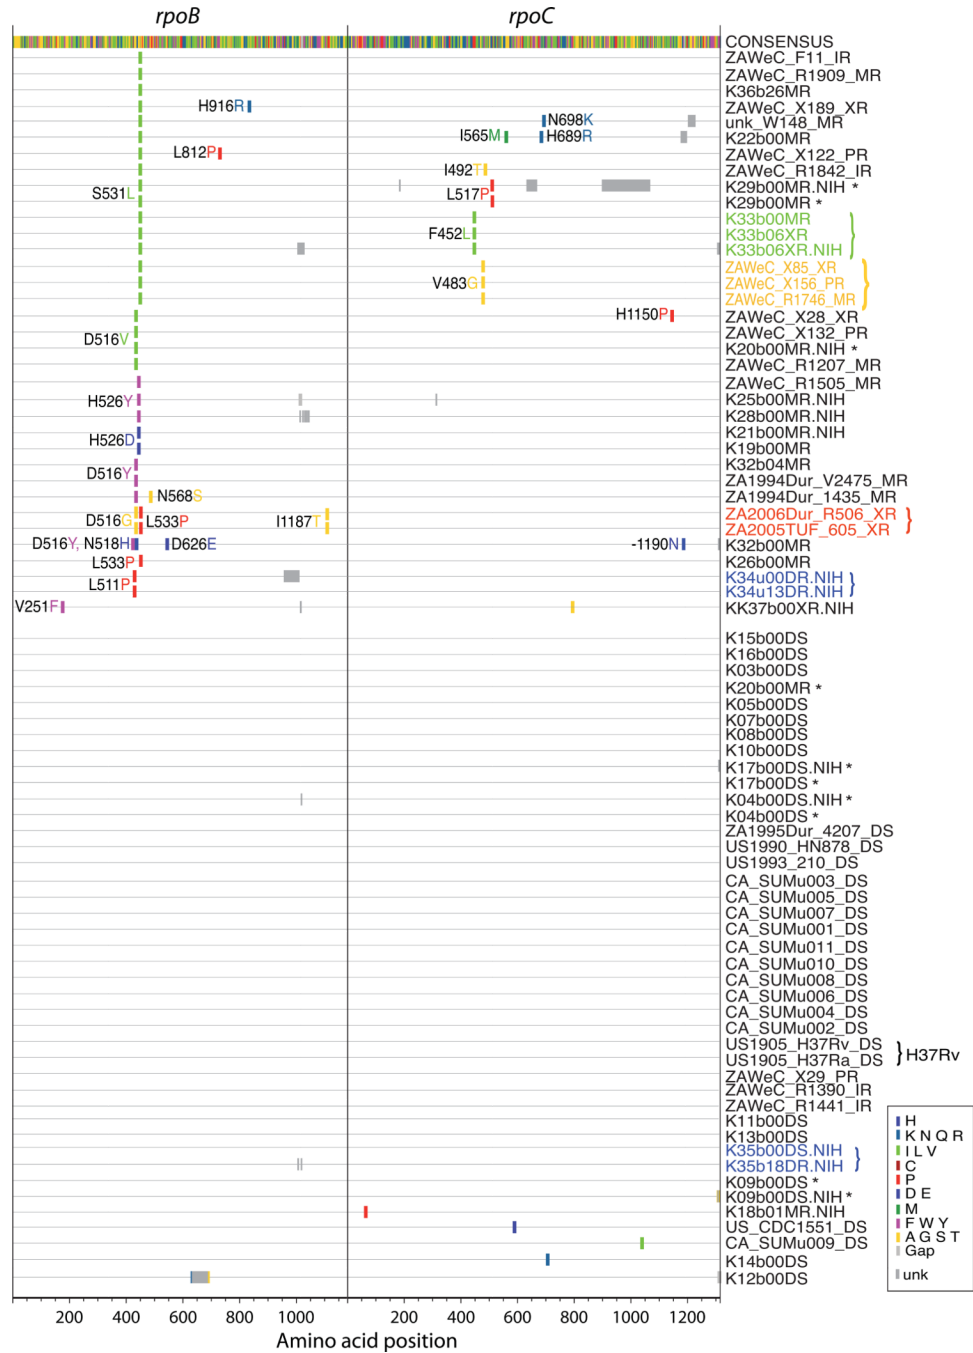 rpoB rpoC
CONSENSUS
ZAWeC_F11_IR
ZAWeC_R1909_MR
K36b26MR
H916R ZAWeC_X189_XR
N698K unk_W148_MR
I565M H689R K22b00MR
L812P ZAWeC_X122_PR
I492T ZAWeC_R1842_IR
K29b00MR.NIH *
S531L L517P
K29b00MR *
K33b00MR
F452L K33b06XR
K33b06XR.NIH
ZAWeC_X85_XR
V483G ZAWeC_X156_PR
ZAWeC_R1746_MR
H1150P ZAWeC_X28_XR
D516V ZAWeC_X132_PR
K20b00MR.NIH *
ZAWeC_R1207_MR
ZAWeC_R1505_MR
H526Y K25b00MR.NIH
K28b00MR.NIH
K21b00MR.NIH
H526D
K19b00MR
K32b04MR
D516Y
ZA1994Dur_V2475_MR
N568S ZA1994Dur_1435_MR
ZA2006Dur_R506_XR
D516G L533P I1187T
ZA2005TUF_605_XR
D516Y, N518H D626E -1190N K32b00MR
L533P K26b00MR
K34u00DR.NIH
L511P
K34u13DR.NIH
V251F KK37b00XR.NIH
K15b00DS
K16b00DS
K03b00DS
K20b00MR *
K05b00DS
K07b00DS
K08b00DS
K10b00DS
K17b00DS.NIH *
K17b00DS *
K04b00DS.NIH *
K04b00DS *
ZA1995Dur_4207_DS
US1990_HN878_DS
US1993_210_DS
CA_SUMu003_DS
CA_SUMu005_DS
CA_SUMu007_DS
CA_SUMu001_DS
CA_SUMu011_DS
CA_SUMu010_DS
CA_SUMu008_DS
CA_SUMu006_DS
CA_SUMu004_DS
CA_SUMu002_DS
US1905_H37Rv_DS
H37Rv
US1905_H37Ra_DS
ZAWeC_X29_PR
ZAWeC_R1390_IR
ZAWeC_R1441_IR
K11b00DS
K13b00DS
K35b00DS.NIH
K35b18DR.NIH
K09b00DS *
K09b00DS.NIH *
K18b01MR.NIH
US_CDC1551_DS
CA_SUMu009_DS
K14b00DS
K12b00DS
H
K N Q R
I L V
C
P
D E
M
F W Y
A G S T
Gap
unk
200 400 600 800 1000 200 400 600 800 1000 1200
Amino acid position